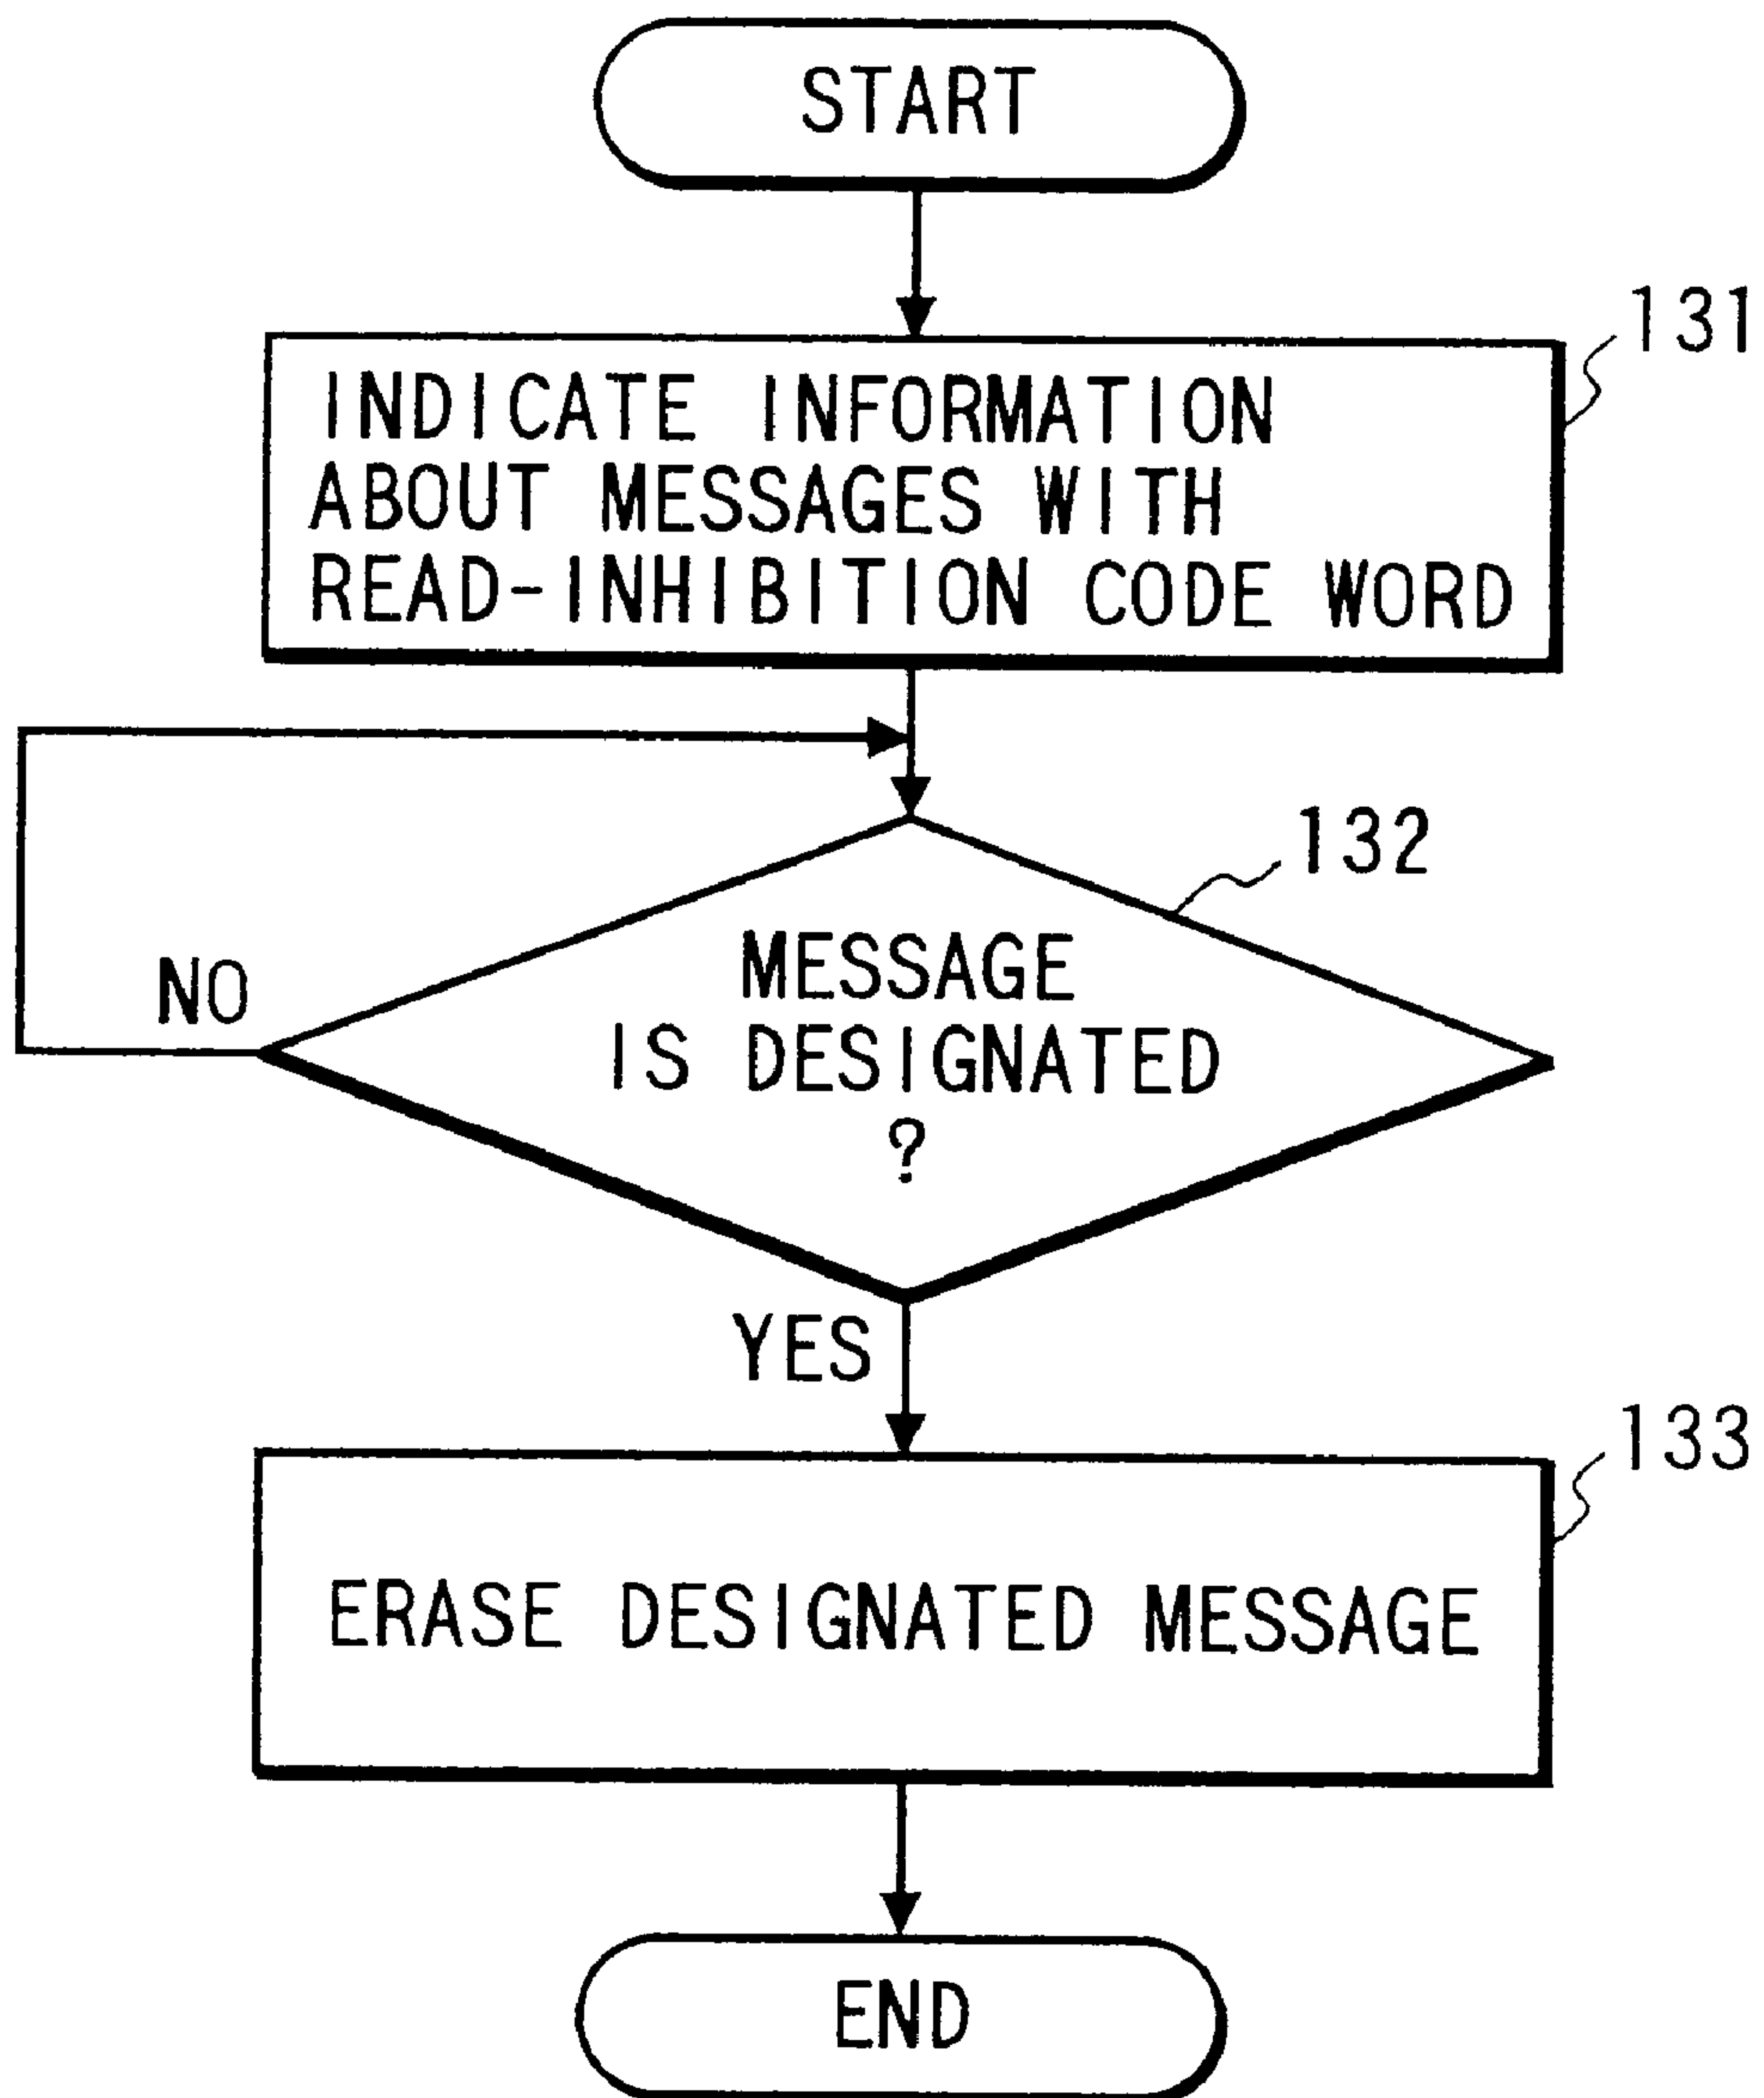 START
131
INDICATE INFORMATION
ABOUT MESSAGES WITH
READ-INHIBITION CODE WORD
132
MESSAGE
IS DESIGNATED
?
NO
YES
133
ERASE DESIGNATED MESSAGE
END